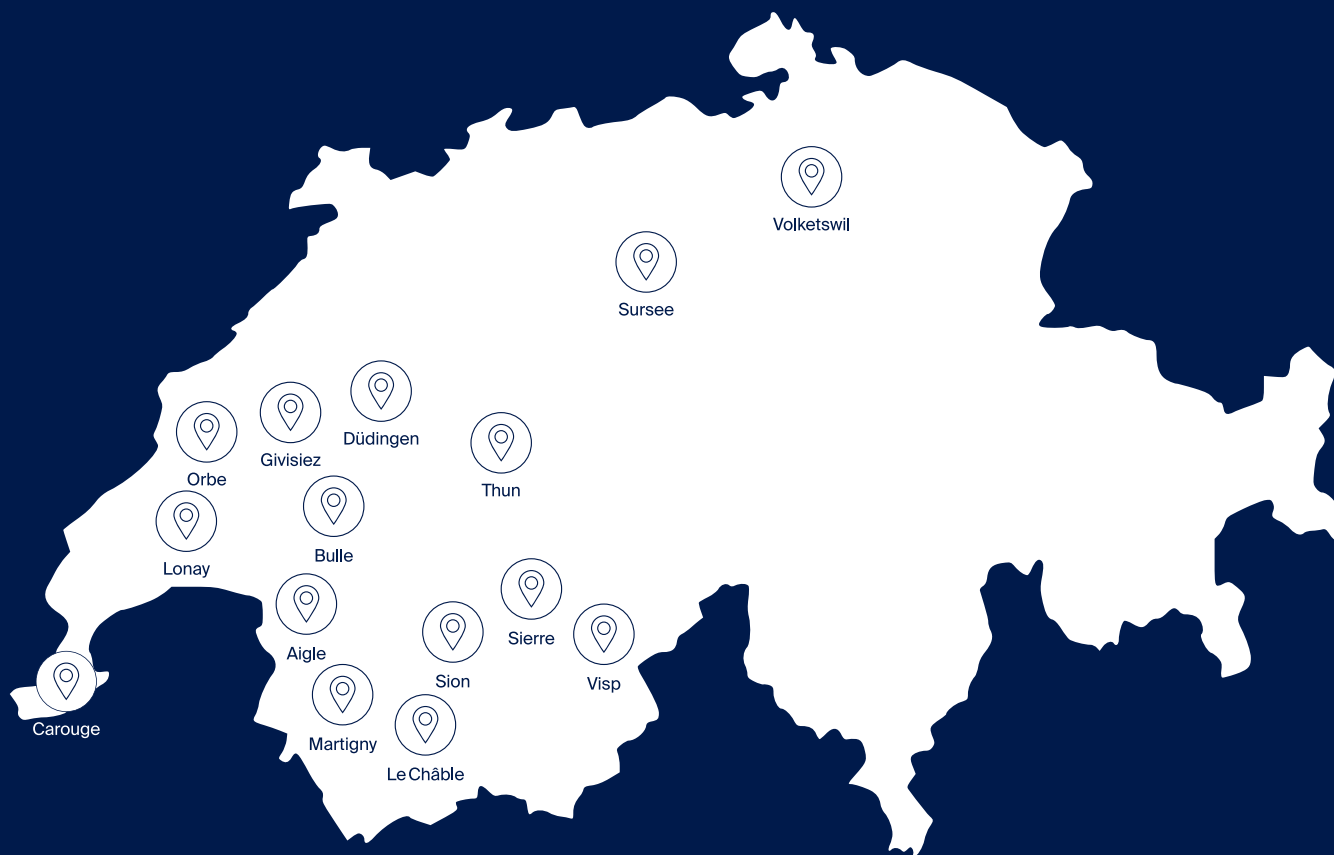 Volketswil
Sursee
Düdingen
Givisiez
Orbe
Thun
Bulle
Lonay
Sierre
Aigle
Sion
Visp
Carouge
Martigny
Le Châble